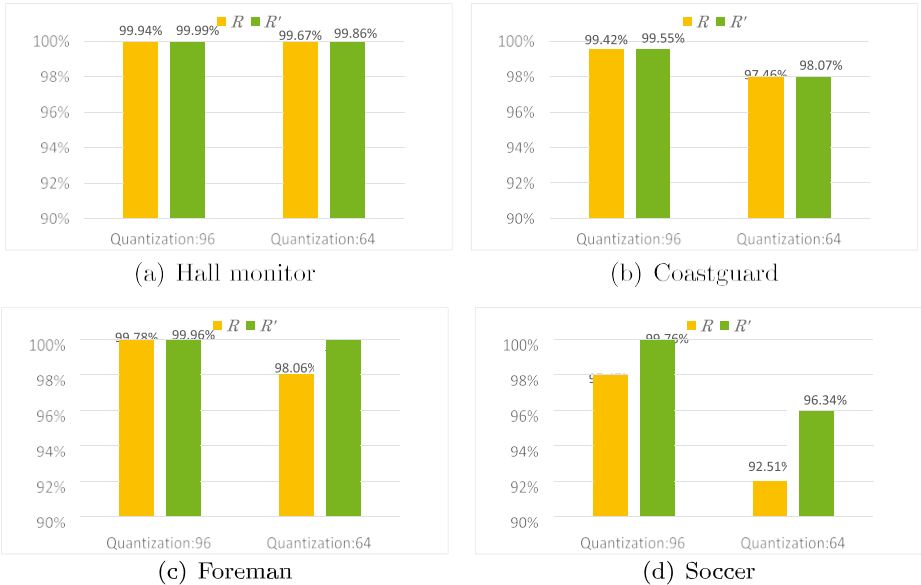 R R′
99.94% 99.99% 99.67% 99.86%
100%
98%
96%
94%
92%
90%
Quantization:96 Quantization:64
(a) Hall monitor
R R′
99.42% 99.55% 97.46% 98.07%
100%
98%
96%
94%
92%
90%
Quantization:96 Quantization:64
(b) Coastguard
R R′
99.78% 99.96% 98.06%
100%
98%
96%
94%
92%
90%
Quantization:96 Quantization:64
(c) Foreman
R R′
99.76% 96.34%
92.51%
100%
98%
96%
94%
92%
90%
Quantization:96 Quantization:64
(d) Soccer